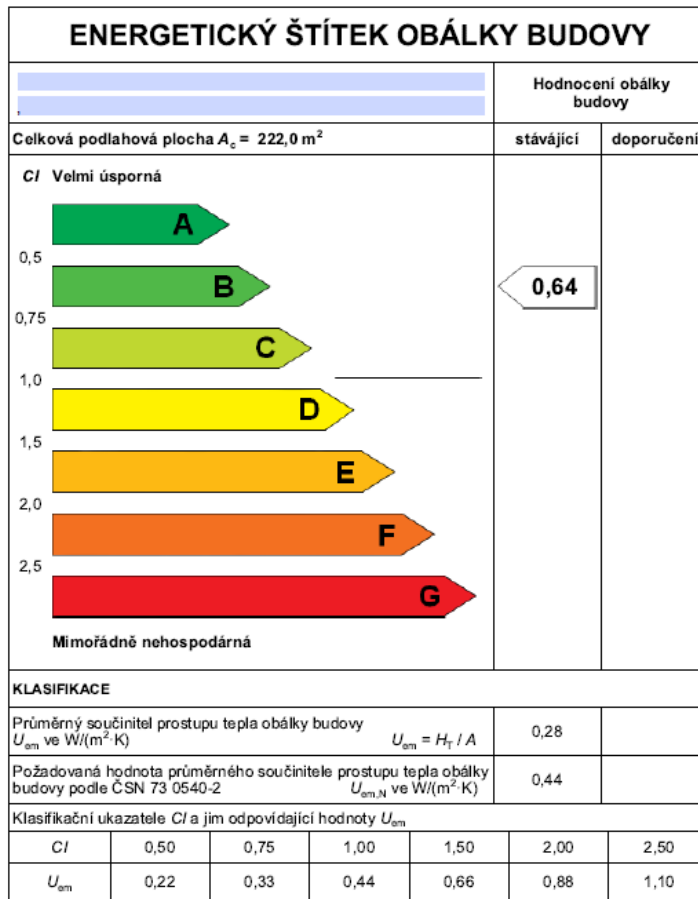 ENERGETICKÝ ŠTÍTEK OBÁLKY BUDOVY
Hodnocení obálky
budovy
Celková podlahová plocha Ac = 222,0 m²
stávající
doporučení
CI Velmi úsporná
A
0,5
B
0,64
0,75
C
1,0
D
1,5
E
2,0
F
2,5
G
Mimořádně nehospodárná
KLASIFIKACE
Průměrný součinitel prostupu tepla obálky budovy
Uem ve W/(m²·K) Uem = HT / A
0,28
Požadovaná hodnota průměrného součinitele prostupu tepla obálky
budovy podle ČSN 73 0540-2 Uem,N ve W/(m²·K)
0,44
Klasifikační ukazatele CI a jim odpovídající hodnoty Uem
CI 0,50 0,75 1,00 1,50 2,00 2,50
Uem 0,22 0,33 0,44 0,66 0,88 1,10